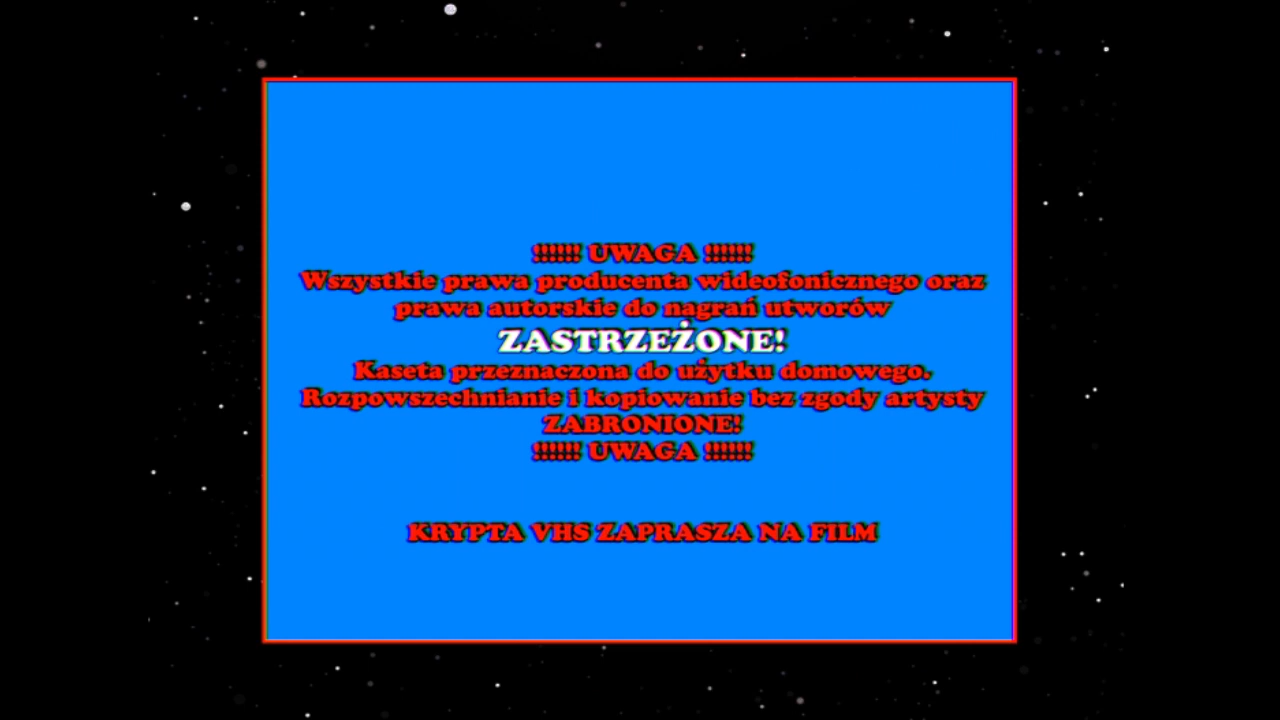 !!!!!! UWAGA !!!!!!
Wszystkie prawa producenta wideofonicznego oraz
prawa autorskie do nagrań utworów
ZASTRZEŻONE!
Kaseta przeznaczona do użytku domowego.
Rozpowszechnianie i kopiowanie bez zgody artysty
ZABRONIONE!
!!!!!! UWAGA !!!!!!
KRYPTA VHS ZAPRASZA NA FILM